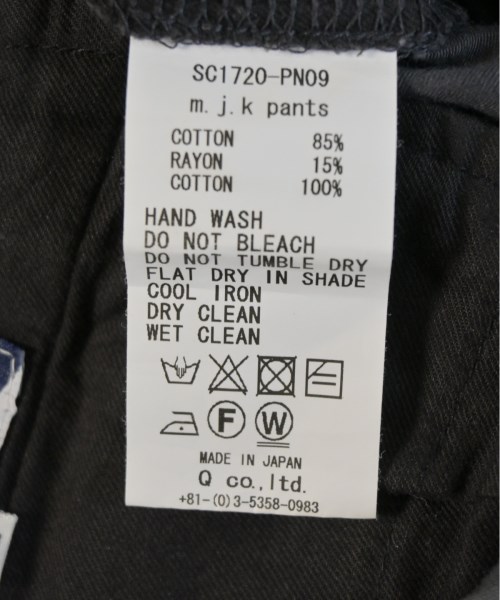 SC1720-PN09
m.j.k pants
COTTON 85%
RAYON 15%
COTTON 100%
HAND WASH
DO NOT BLEACH
DO NOT TUMBLE DRY
FLAT DRY IN SHADE
COOL IRON
DRY CLEAN
WET CLEAN
F W
MADE IN JAPAN
Q co.,ltd.
+81-(0)3-5358-0983